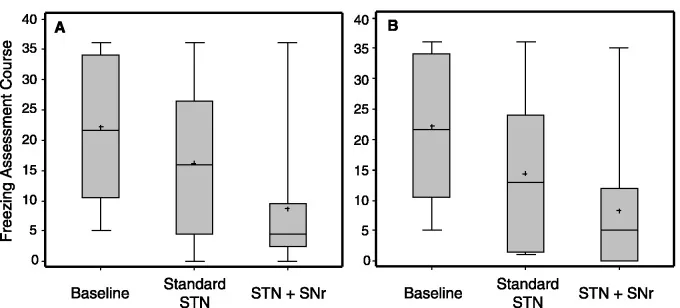 A
B
Freezing Assessment Course
40
35
30
25
20
15
10
5
0
Baseline
Standard
STN
STN + SNr
40
35
30
25
20
15
10
5
0
Baseline
Standard
STN
STN + SNr